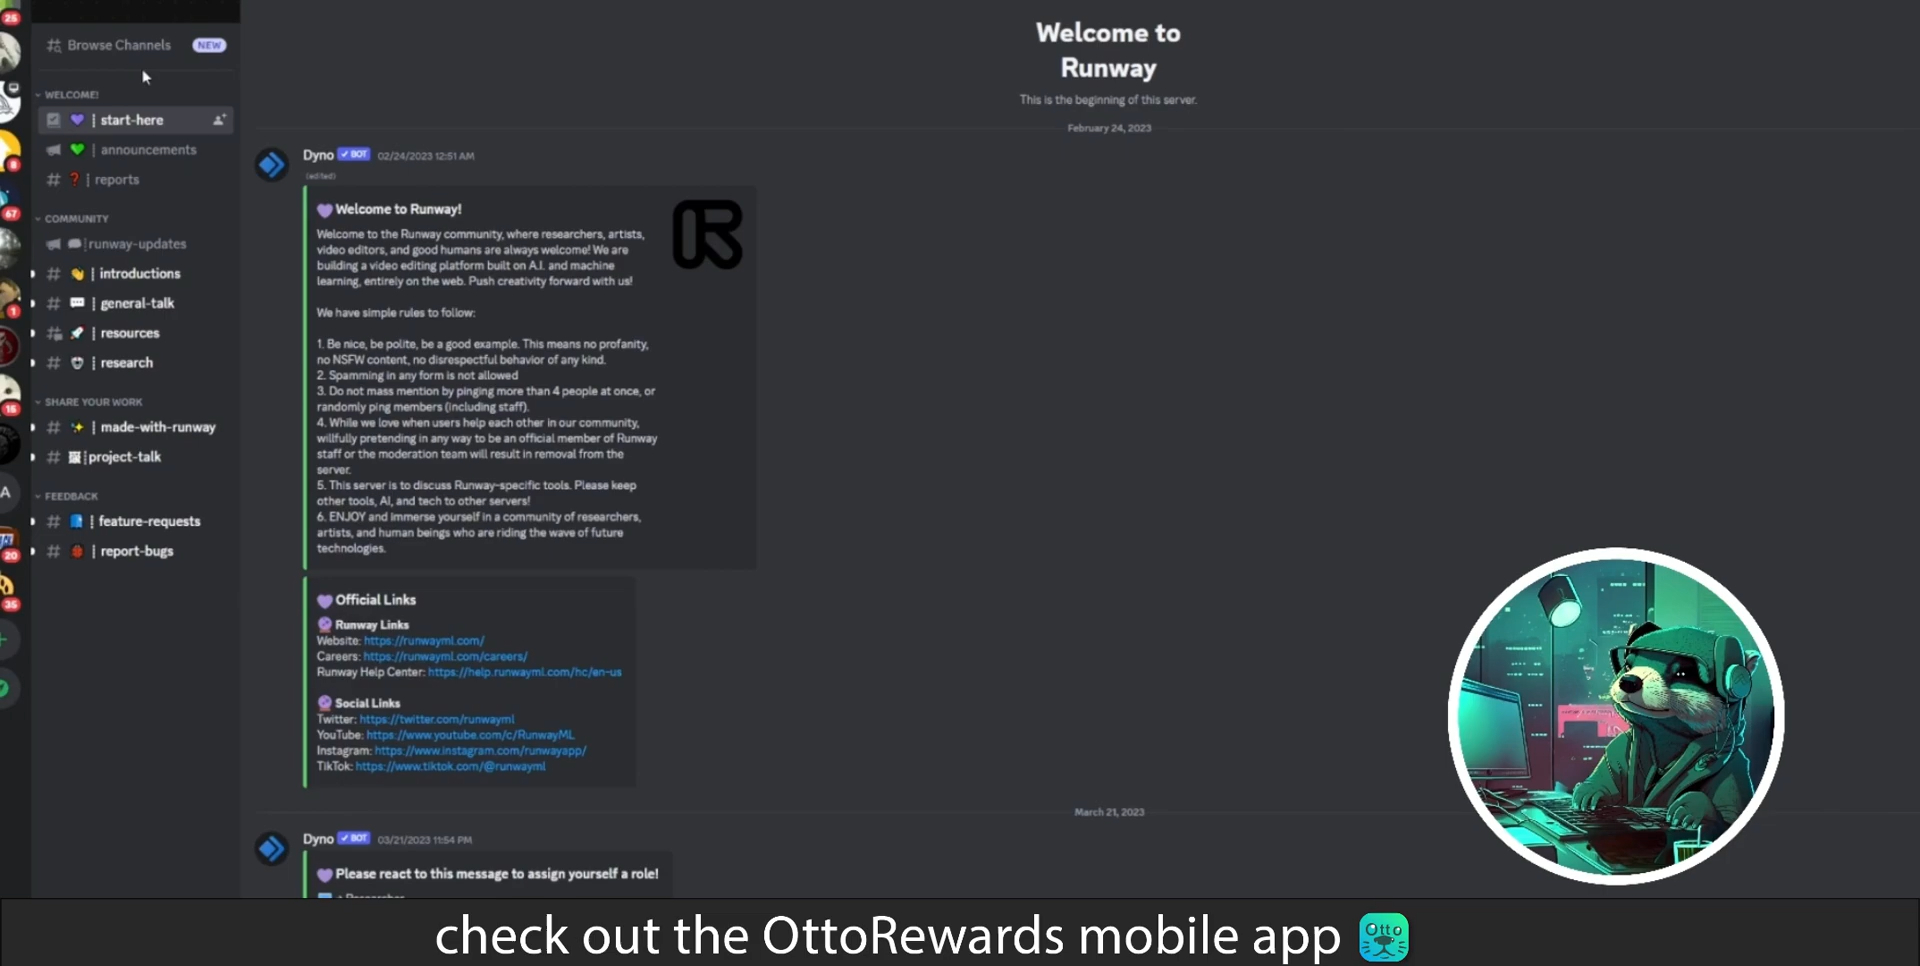 26
Browse Channels NEW
WELCOME!
| start-here
| announcements
| reports
8
67
COMMUNITY
|runway-updates
| introductions
| general-talk
1
| resources
| research
SHARE YOUR WORK
15
| made-with-runway
|project-talk
A
FEEDBACK
| feature-requests
20
| report-bugs
35
Welcome to
Runway
This is the beginning of this server.
February 24, 2023
Dyno BOT 02/24/2023 12:51 AM
(edited)
Welcome to Runway!
Welcome to the Runway community, where researchers, artists,
video editors, and good humans are always welcome! We are
building a video editing platform built on A.I. and machine
learning, entirely on the web. Push creativity forward with us!
We have simple rules to follow:
1. Be nice, be polite, be a good example. This means no profanity,
no NSFW content, no disrespectful behavior of any kind.
2. Spamming in any form is not allowed
3. Do not mass mention by pinging more than 4 people at once, or
randomly ping members (including staff).
4. While we love when users help each other in our community,
willfully pretending in any way to be an official member of Runway
staff or the moderation team will result in removal from the
server.
5. This server is to discuss Runway-specific tools. Please keep
other tools, AI, and tech to other servers!
6. ENJOY and immerse yourself in a community of researchers,
artists, and human beings who are riding the wave of future
technologies.
Official Links
Runway Links
Website: https://runwayml.com/
Careers: https://runwayml.com/careers/
Runway Help Center: https://help.runwayml.com/hc/en-us
Social Links
Twitter: https://twitter.com/runwayml
YouTube: https://www.youtube.com/c/RunwayML
Instagram: https://www.instagram.com/runwayapp/
TikTok: https://www.tiktok.com/@runwayml
March 21, 2023
Dyno BOT 03/21/2023 11:54 PM
Please react to this message to assign yourself a role!
check out the OttoRewards mobile app
Otto